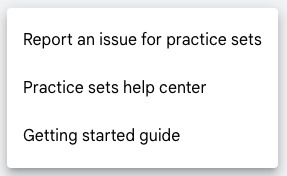 Report an issue for practice sets
Practice sets help center
Getting started guide